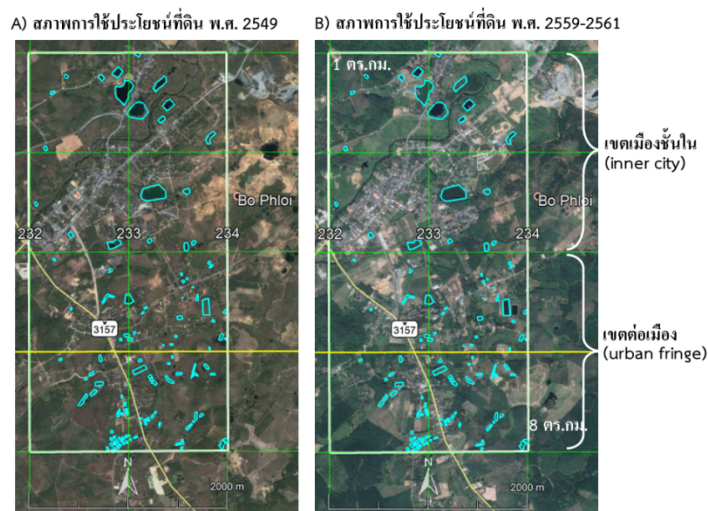 A) สภาพการใช้ประโยชน์ที่ดิน พ.ศ. 2549
B) สภาพการใช้ประโยชน์ที่ดิน พ.ศ. 2559-2561
1 ตร.กม.
เขตเมืองชั้นใน
(inner city)
Bo Phloi
Bo Phloi
232 233 234
232 233 234
3157
3157
เขตต่อเมือง
(urban fringe)
8 ตร.กม.
N
N
2000 m
2000 m